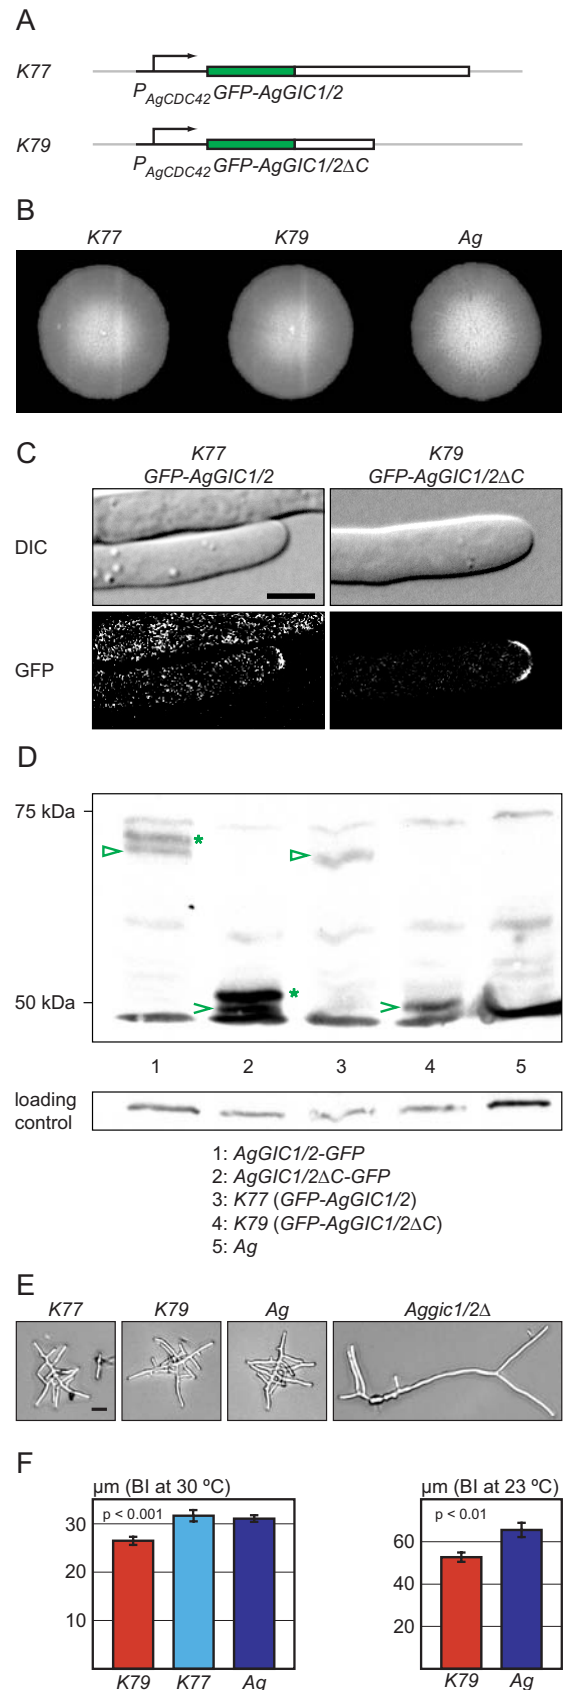 A
K77
P_AgCDC42 GFP-AgGIC1/2
K79
P_AgCDC42 GFP-AgGIC1/2ΔC
B
K77 K79 Ag
C
K77 K79
GFP-AgGIC1/2 GFP-AgGIC1/2ΔC
DIC
GFP
D
75 kDa
*
50 kDa
*
1 2 3 4 5
loading
control
1: AgGIC1/2-GFP
2: AgGIC1/2ΔC-GFP
3: K77 (GFP-AgGIC1/2)
4: K79 (GFP-AgGIC1/2ΔC)
5: Ag
E
K77 K79 Ag Aggic1/2Δ
F
µm (BI at 30 ºC) µm (BI at 23 ºC)
p < 0.001 p < 0.01
30
20
10
60
40
20
K79 K77 Ag K79 Ag